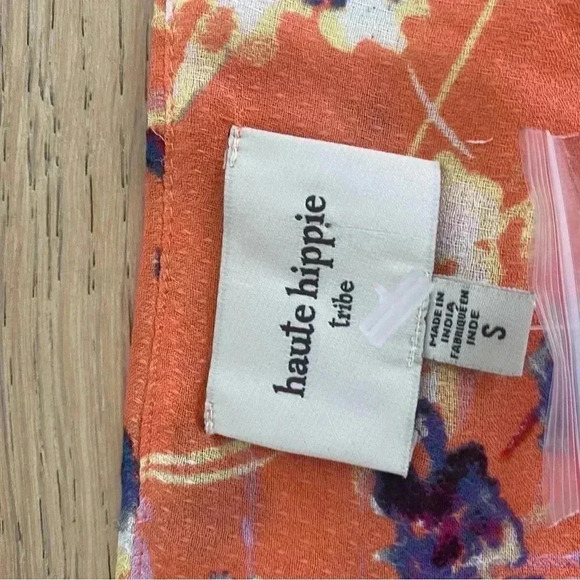 haute hippie
tribe
MADE IN
INDIA
FABRIQUÉ EN
INDE
S